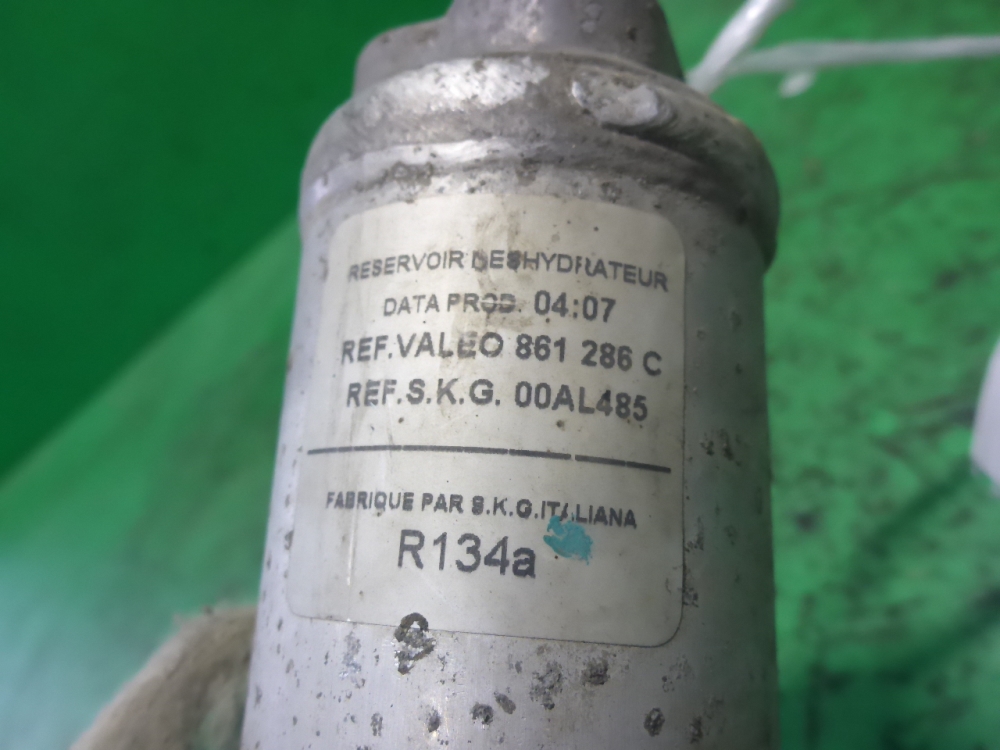 RESERVOIR DESHYDRATEUR
DATA PROD. 04:07
REF.VALEO 861 286 C
REF.S.K.G. 00AL485
FABRIQUE PAR S.K.G.ITALIANA
R134a